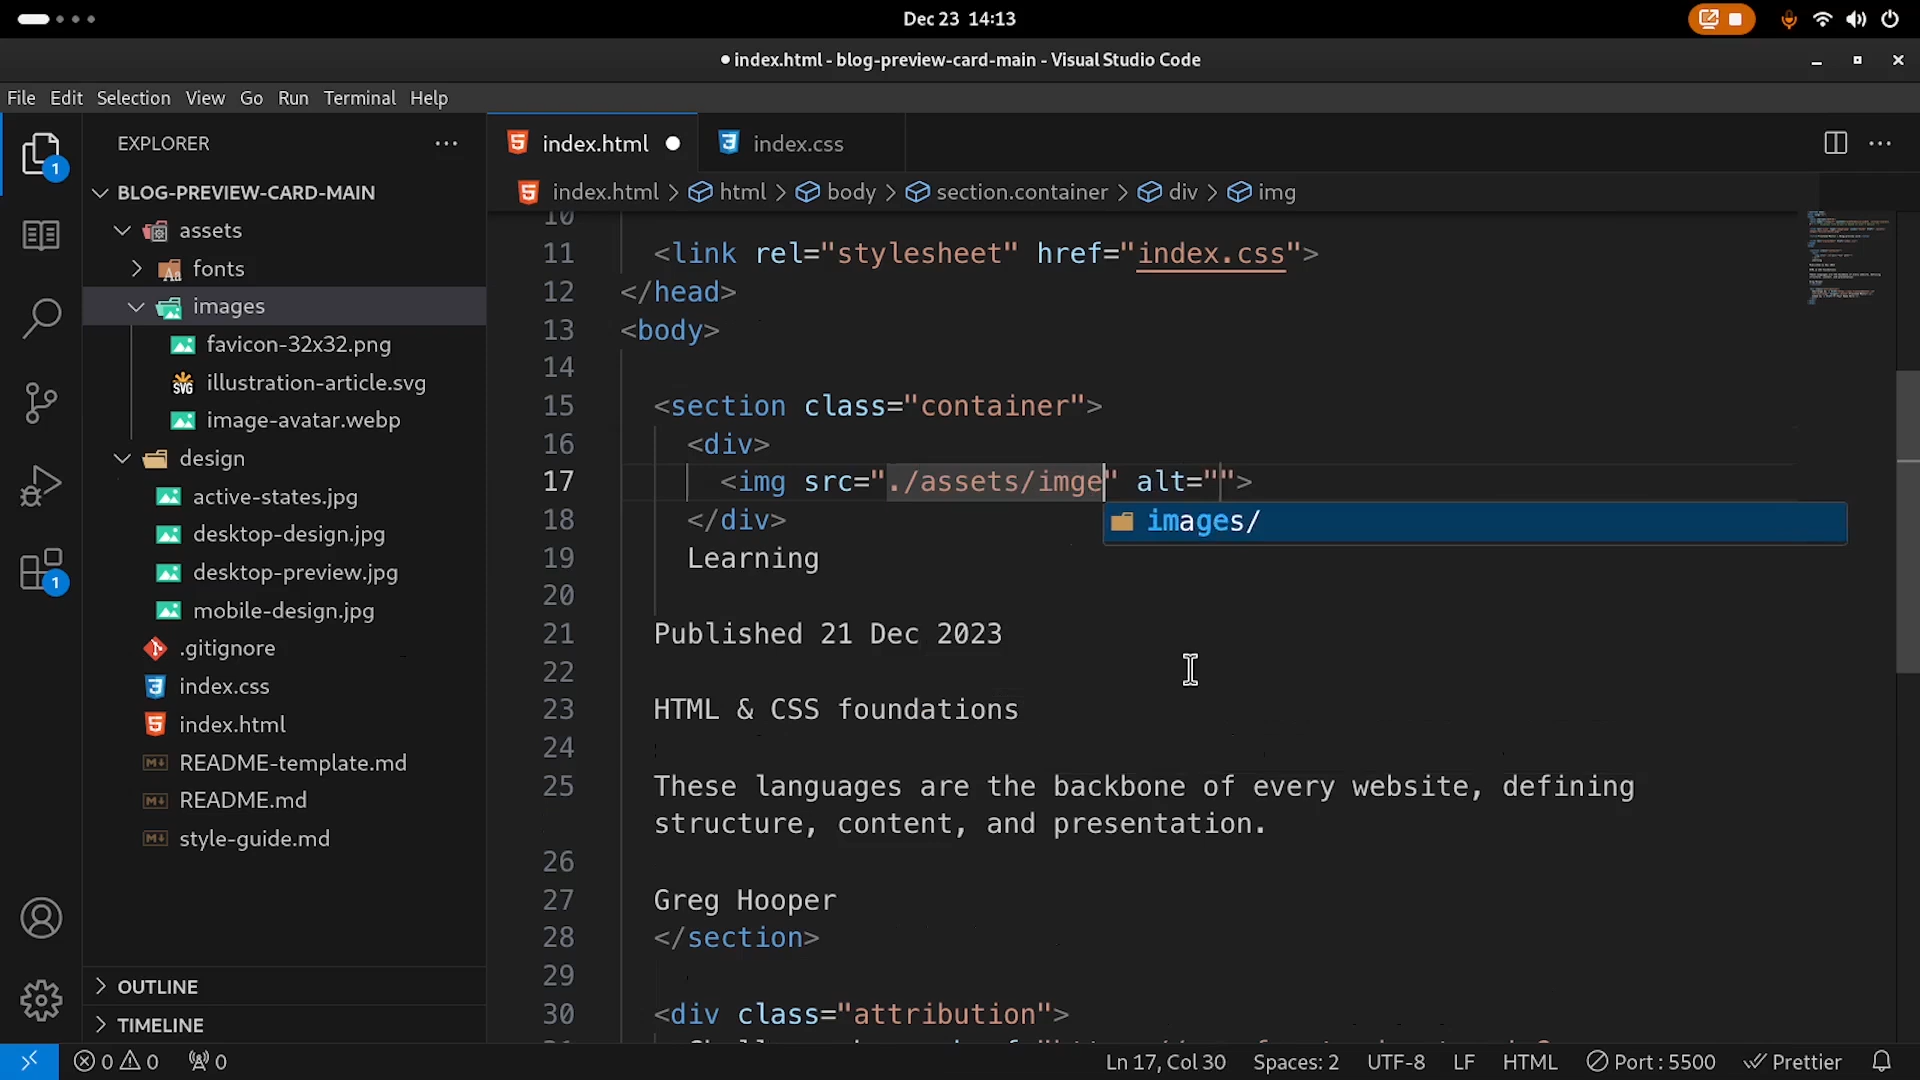 Dec 23 14:13
index.html - blog-preview-card-main - Visual Studio Code
File Edit Selection View Go Run Terminal Help
EXPLORER
index.html
index.css
1
BLOG-PREVIEW-CARD-MAIN
index.html > html > body > section.container > div > img
assets
fonts
images
favicon-32x32.png
illustration-article.svg
image-avatar.webp
design
active-states.jpg
desktop-design.jpg
desktop-preview.jpg
mobile-design.jpg
.gitignore
index.css
index.html
README-template.md
README.md
style-guide.md
1
OUTLINE
TIMELINE
10
11 <link rel="stylesheet" href="index.css">
12 </head>
13 <body>
14
15 <section class="container">
16 <div>
17 <img src="./assets/imge" alt="">
images/
18 </div>
19 Learning
20
21 Published 21 Dec 2023
22
23 HTML & CSS foundations
24
25 These languages are the backbone of every website, defining
structure, content, and presentation.
26
27 Greg Hooper
28 </section>
29
30 <div class="attribution">
0 0 0 Ln 17, Col 30 Spaces: 2 UTF-8 LF HTML Port : 5500 Prettier